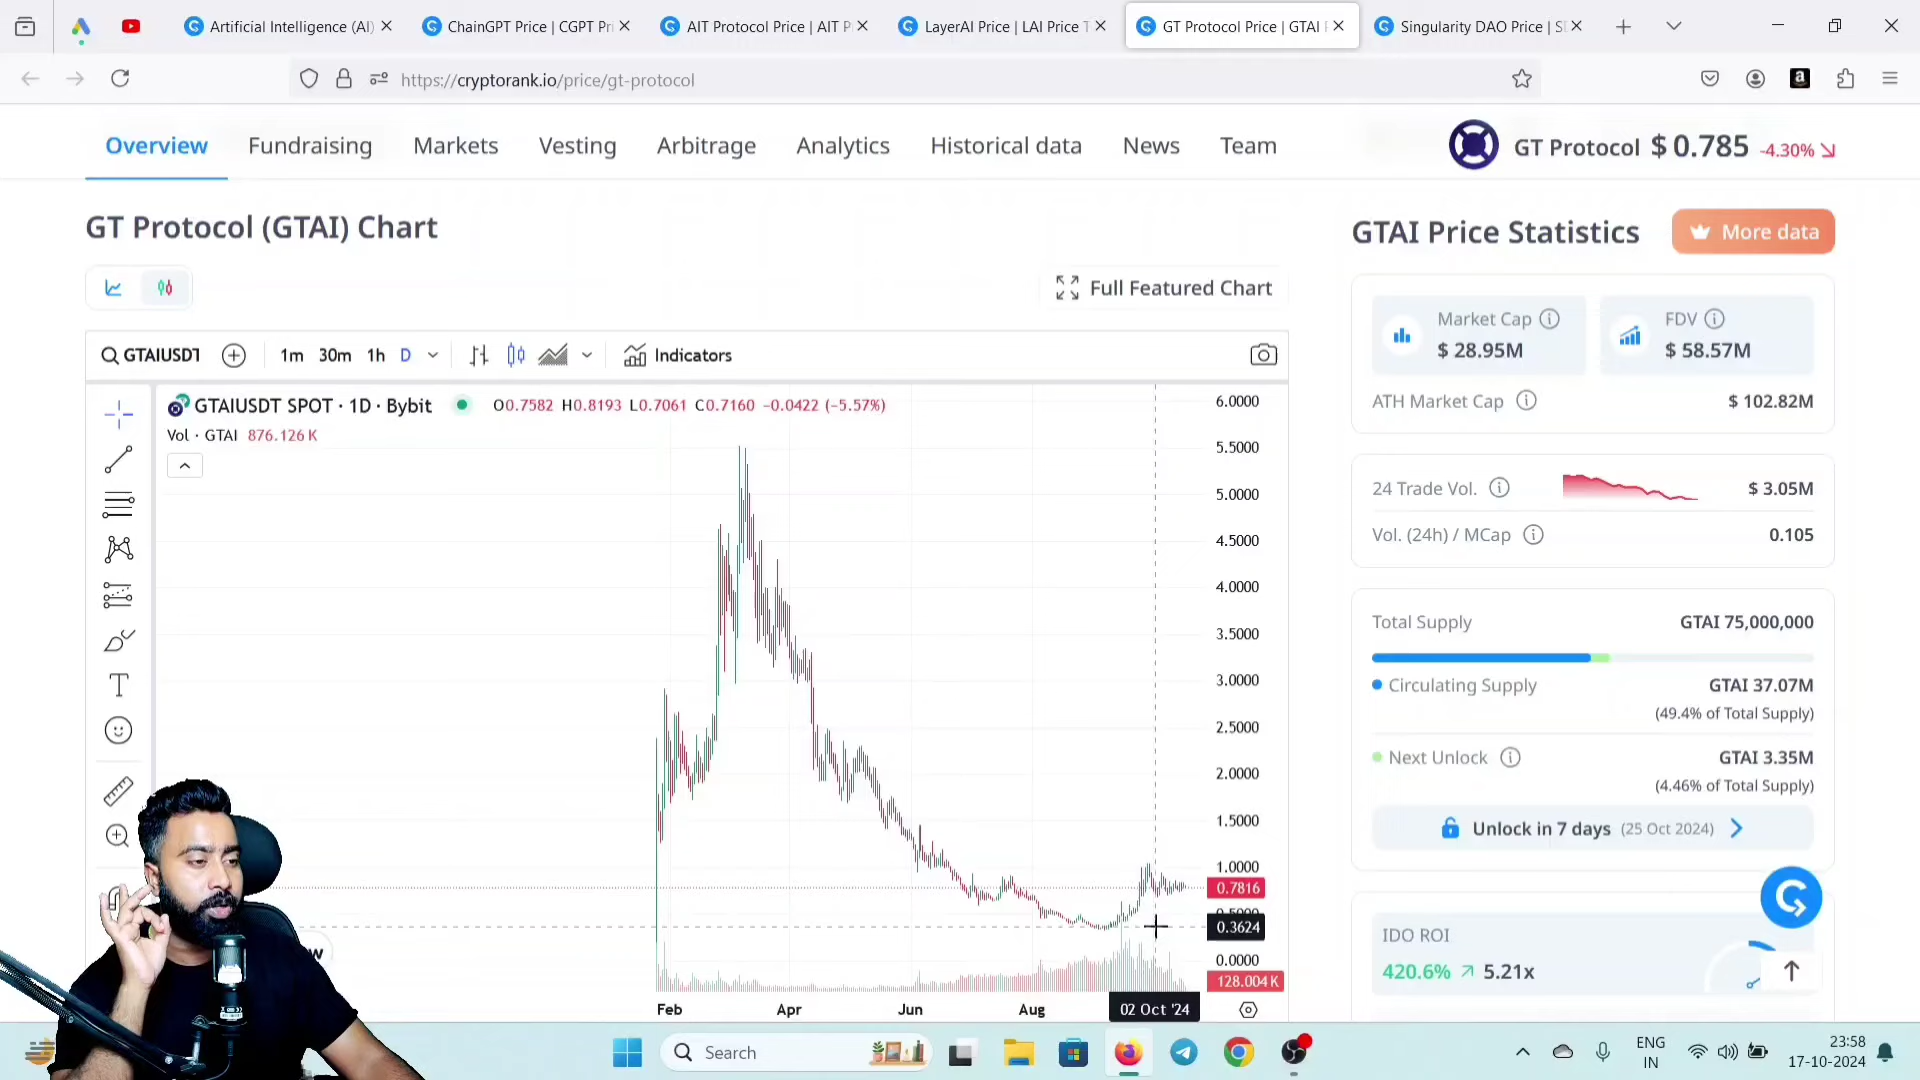 Artificial Intelligence (AI)
ChainGPT Price | CGPT Pri
AIT Protocol Price | AIT P
LayerAI Price | LAI Price T
GT Protocol Price | GTAI
Singularity DAO Price | S
https://cryptorank.io/price/gt-protocol
a
Overview
Fundraising
Markets
Vesting
Arbitrage
Analytics
Historical data
News
Team
GT Protocol $ 0.785 -4.30%
GT Protocol (GTAI) Chart
GTAI Price Statistics
More data
Full Featured Chart
GTAIUSDT
1m 30m 1h D
Indicators
GTAIUSDT SPOT · 1D · Bybit
O0.7582 H0.8193 L0.7061 C0.7160 -0.0422 (-5.57%)
Vol · GTAI 876.126 K
6.0000
5.5000
5.0000
4.5000
4.0000
3.5000
3.0000
2.5000
2.0000
1.5000
1.0000
0.7816
0.5000
0.3624
0.0000
128.004 K
Feb
Apr
Jun
Aug
02 Oct '24
Market Cap
$ 28.95M
FDV
$ 58.57M
ATH Market Cap
$ 102.82M
24 Trade Vol.
$ 3.05M
Vol. (24h) / MCap
0.105
Total Supply
GTAI 75,000,000
Circulating Supply
GTAI 37.07M
(49.4% of Total Supply)
Next Unlock
GTAI 3.35M
(4.46% of Total Supply)
Unlock in 7 days (25 Oct 2024)
IDO ROI
420.6% 5.21x
Search
ENG
IN
23:58
17-10-2024